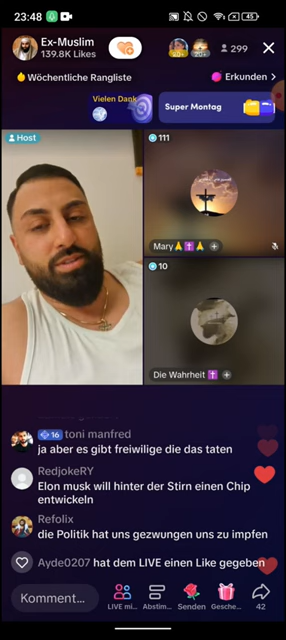 23:48
45
Ex-Muslim
139.8K Likes
299
Wöchentliche Rangliste
Erkunden >
Vielen Dank
Super Montag
Host
111
Mary
10
Die Wahrheit
16 toni manfred
ja aber es gibt freiwilige die das taten
RedjokeRY
Elon musk will hinter der Stirn einen Chip
entwickeln
Refolix
die Politik hat uns gezwungen uns zu impfen
Ayde0207 hat dem LIVE einen Like gegeben
Komment...
LIVE mi...
Abstim...
Senden
Gesche...
42